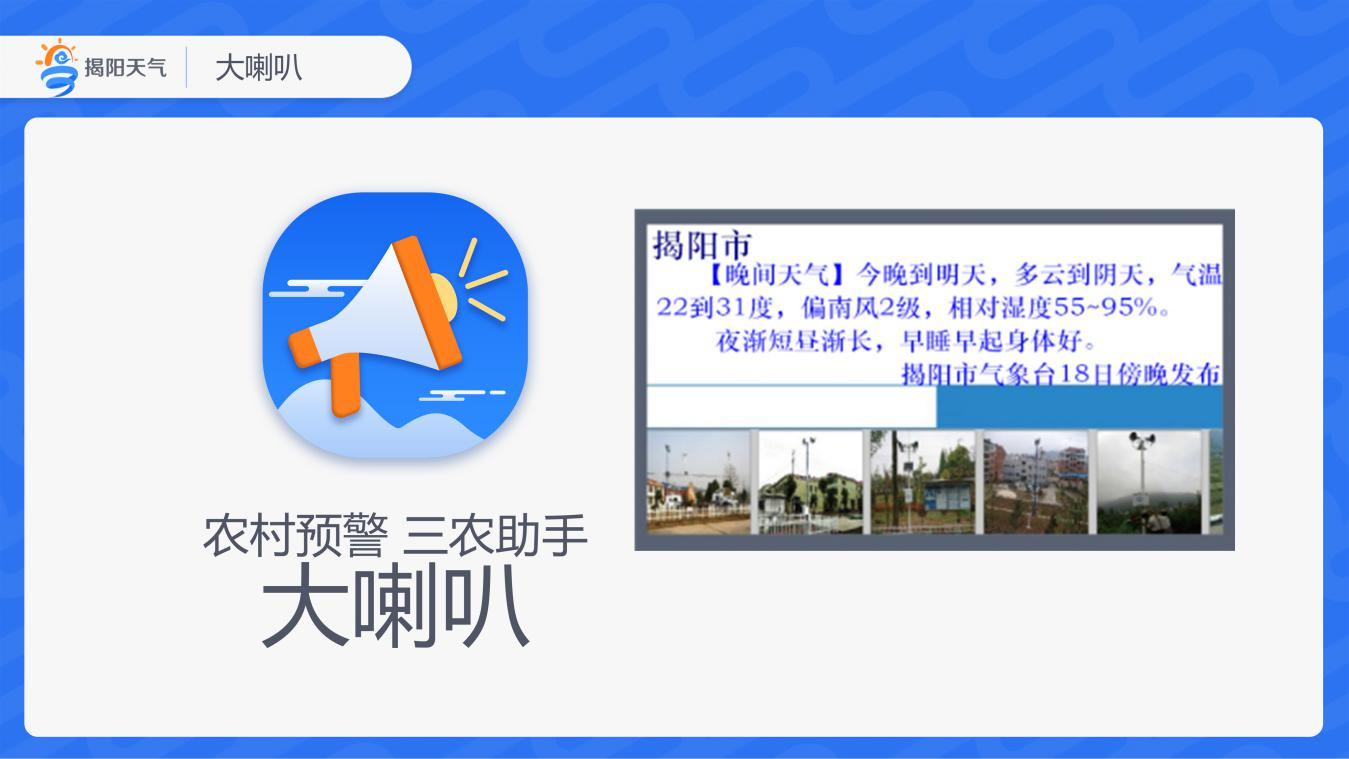 揭阳天气
大喇叭
揭阳市
【晚间天气】今晚到明天，多云到阴天，气温
22到31度，偏南风2级，相对湿度55~95%。
夜渐短昼渐长，早睡早起身体好。
揭阳市气象台18日傍晚发布
农村预警 三农助手
大喇叭